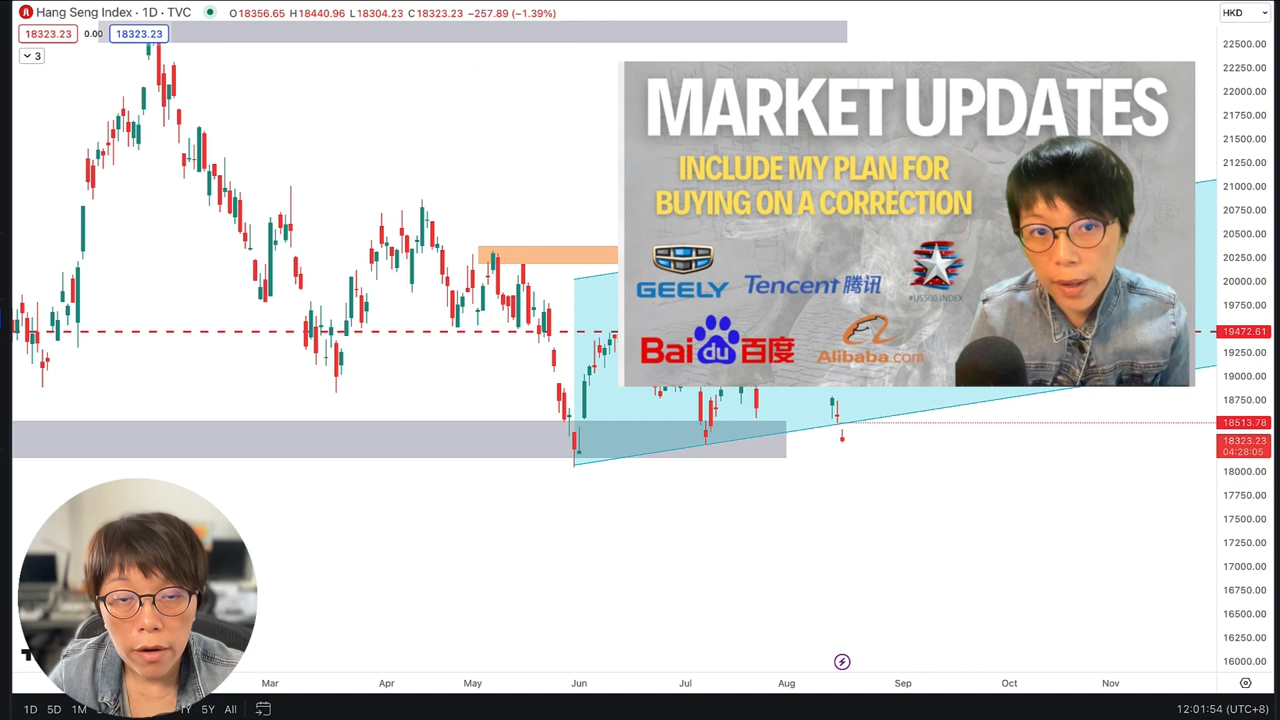 Hang Seng Index · 1D · TVC
O18356.65 H18440.96 L18304.23 C18323.23 −257.89 (−1.39%)
HKD
18323.23 0.00 18323.23
3
MARKET UPDATES
INCLUDE MY PLAN FOR
BUYING ON A CORRECTION
GEELY
Tencent 腾讯
#US500.INDEX
Bai du 百度
Alibaba.com
22500.00
22250.00
22000.00
21750.00
21500.00
21250.00
21000.00
20750.00
20500.00
20250.00
20000.00
19750.00
19472.61
19250.00
19000.00
18750.00
18513.78
18323.23
04:28:05
18000.00
17750.00
17500.00
17250.00
17000.00
16750.00
16500.00
16250.00
16000.00
Mar Apr May Jun Jul Aug Sep Oct Nov
1D 5D 1M 1Y 5Y All
12:01:54 (UTC+8)